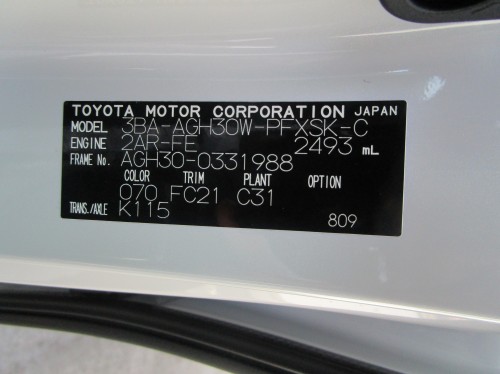 TOYOTA MOTOR CORPORATION JAPAN
MODEL 3BA-AGH30W-PFXSK-C
ENGINE 2AR-FE 2493 mL
FRAME No. AGH30-0331988
COLOR TRIM PLANT OPTION
070 FC21 C31
TRANS./AXLE K115
809